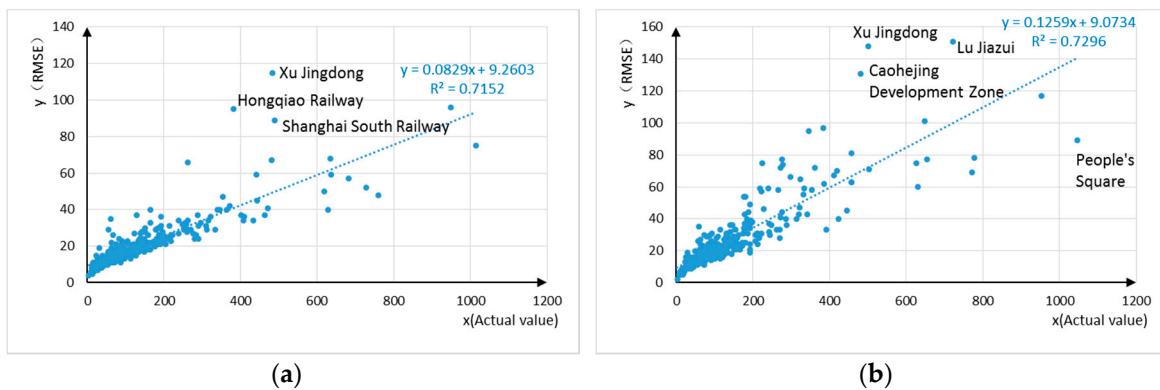 140
120
100
80
60
40
20
0
y（RMSE）
Xu Jingdong
Hongqiao Railway
Shanghai South Railway
y = 0.0829x + 9.2603
R² = 0.7152
0 200 400 600 800 1000 1200
x(Actual value)
(a)
160
140
120
100
80
60
40
20
0
y（RMSE）
Xu Jingdong
Lu Jiazui
Caohejing
Development Zone
y = 0.1259x + 9.0734
R² = 0.7296
People's
Square
0 200 400 600 800 1000 1200
x(Actual value)
(b)